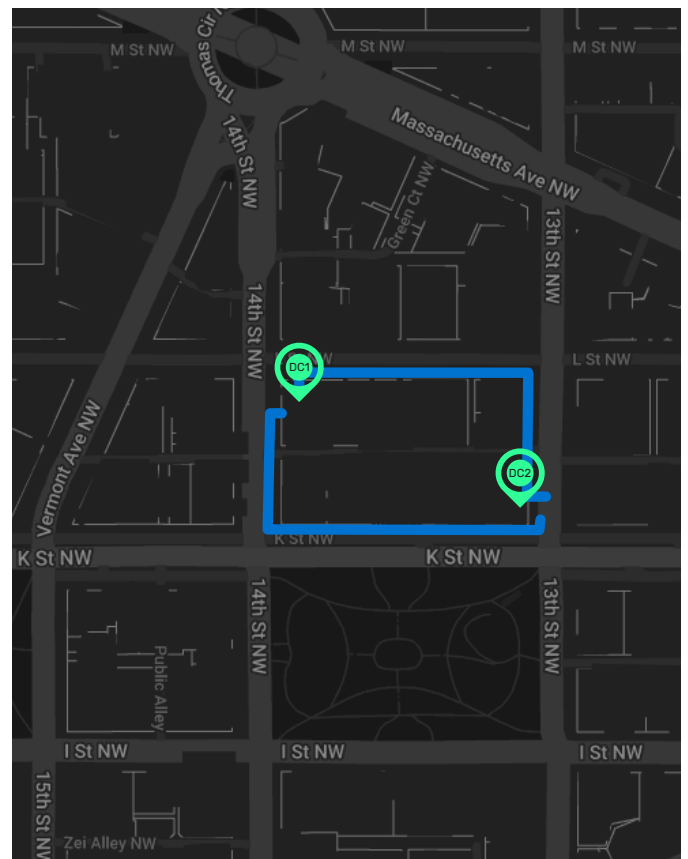 M St NW
M St NW
M St NW
Thomas Cir
14th St NW
Massachusetts Ave NW
Green Ct NW
13th St NW
14th St NW
NW
L St NW
DC1
Vermont Ave NW
DC2
K St NW
K St NW
K St NW
14th St NW
13th St NW
Public Alley
I St NW
I St NW
I St NW
15th St NW
Zei Alley NW